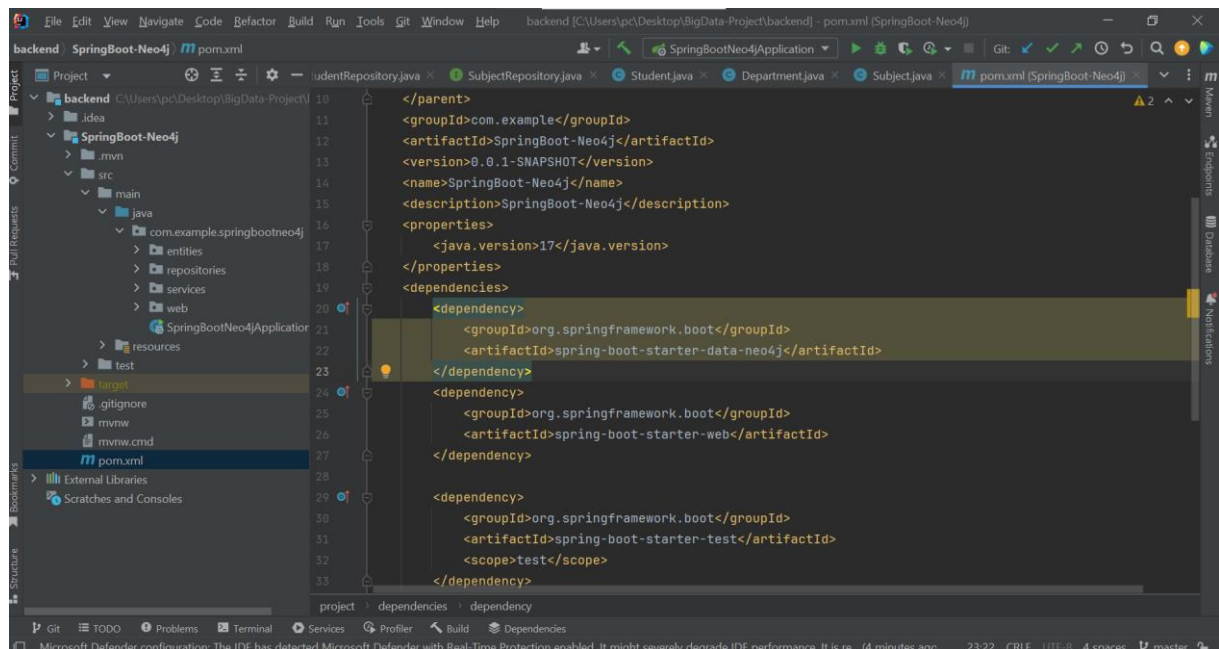 File Edit View Navigate Code Refactor Build Run Tools Git Window Help backend [C:\Users\pc\Desktop\BigData-Project\backend] - pom.xml (SpringBoot-Neo4j)
backend SpringBoot-Neo4j pom.xml SpringBootNeo4jApplication Git:
Project udentRepository.java SubjectRepository.java Student.java Department.java Subject.java pom.xml (SpringBoot-Neo4j)
backend C:\Users\pc\Desktop\BigData-Project\
.idea
SpringBoot-Neo4j
.mvn
src
main
java
com.example.springbootneo4j
entities
repositories
services
web
SpringBootNeo4jApplication
resources
test
target
.gitignore
mvnw
mvnw.cmd
pom.xml
External Libraries
Scratches and Consoles
10 </parent>
11 <groupId>com.example</groupId>
12 <artifactId>SpringBoot-Neo4j</artifactId>
13 <version>0.0.1-SNAPSHOT</version>
14 <name>SpringBoot-Neo4j</name>
15 <description>SpringBoot-Neo4j</description>
16 <properties>
17 <java.version>17</java.version>
18 </properties>
19 <dependencies>
20 <dependency>
21 <groupId>org.springframework.boot</groupId>
22 <artifactId>spring-boot-starter-data-neo4j</artifactId>
23 </dependency>
24 <dependency>
25 <groupId>org.springframework.boot</groupId>
26 <artifactId>spring-boot-starter-web</artifactId>
27 </dependency>
28
29 <dependency>
30 <groupId>org.springframework.boot</groupId>
31 <artifactId>spring-boot-starter-test</artifactId>
32 <scope>test</scope>
33 </dependency>
2
project dependencies dependency
Project
Commit
Pull Requests
Bookmarks
Structure
Maven
Endpoints
Database
Notifications
Git TODO Problems Terminal Services Profiler Build Dependencies
Microsoft Defender configuration: The IDE has detected Microsoft Defender with Real-Time Protection enabled. It might severely degrade IDE performance. It is re... (4 minutes ago) 23:22 CRLF UTF-8 4 spaces master